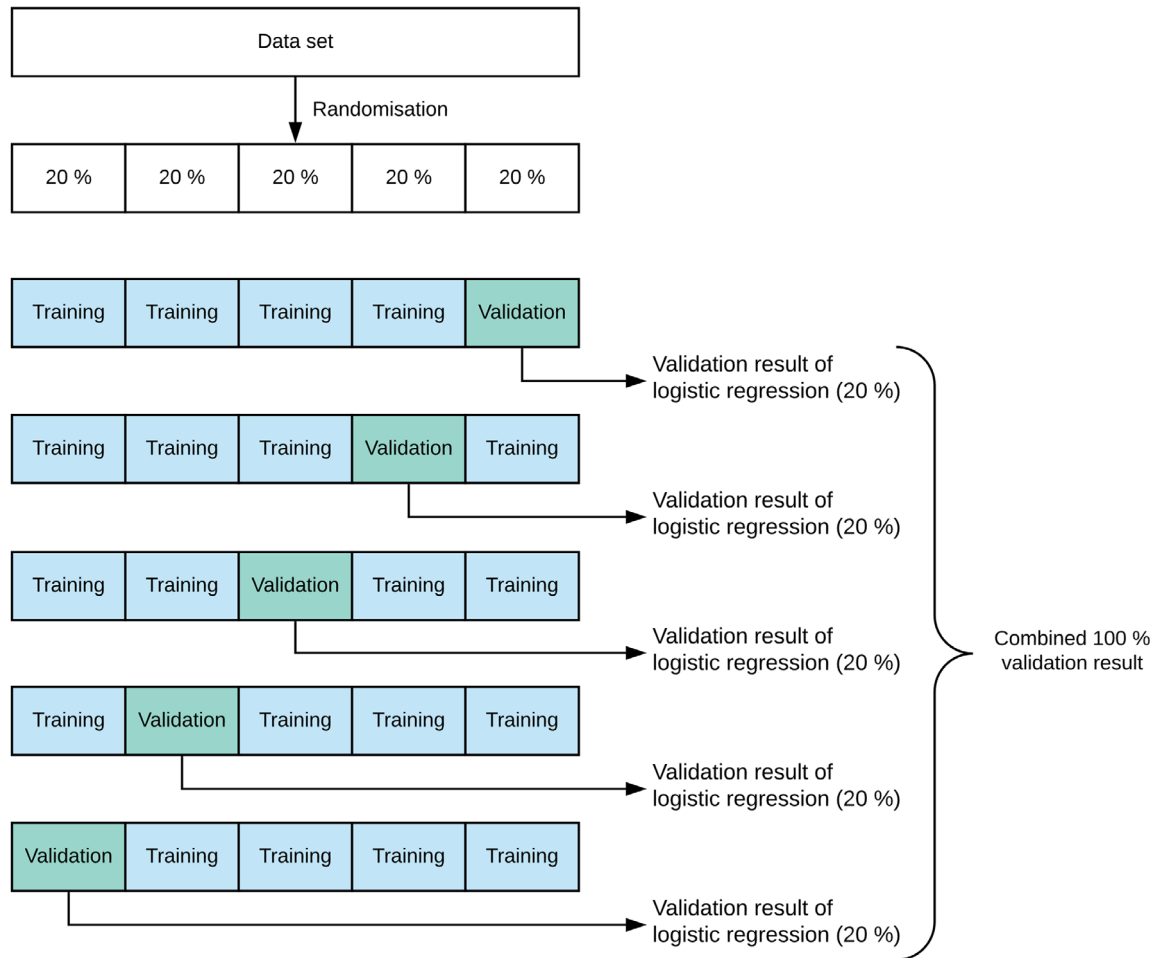 Data set
Randomisation
20 % 20 % 20 % 20 % 20 %
Training Training Training Training Validation
Validation result of
logistic regression (20 %)
Training Training Training Validation Training
Validation result of
logistic regression (20 %)
Training Training Validation Training Training
Validation result of
logistic regression (20 %)
Combined 100 %
validation result
Training Validation Training Training Training
Validation result of
logistic regression (20 %)
Validation Training Training Training Training
Validation result of
logistic regression (20 %)